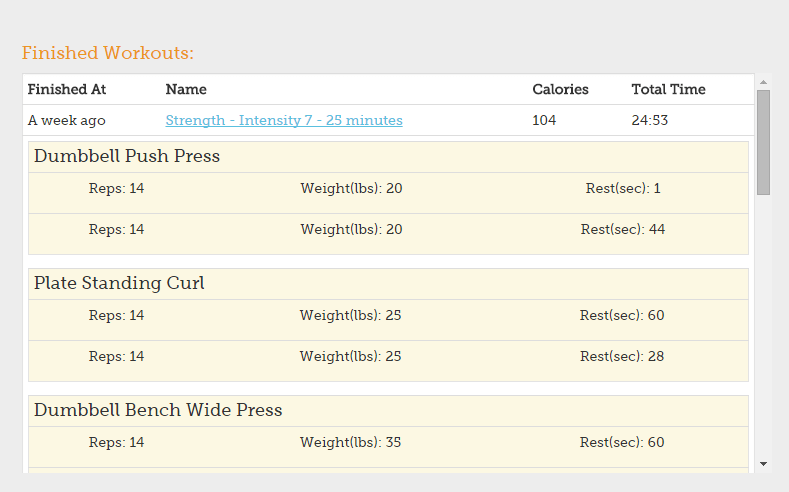 Finished Workouts:
Finished At Name Calories Total Time
A week ago Strength - Intensity 7 - 25 minutes 104 24:53
Dumbbell Push Press
Reps: 14 Weight(lbs): 20 Rest(sec): 1
Reps: 14 Weight(lbs): 20 Rest(sec): 44
Plate Standing Curl
Reps: 14 Weight(lbs): 25 Rest(sec): 60
Reps: 14 Weight(lbs): 25 Rest(sec): 28
Dumbbell Bench Wide Press
Reps: 14 Weight(lbs): 35 Rest(sec): 60